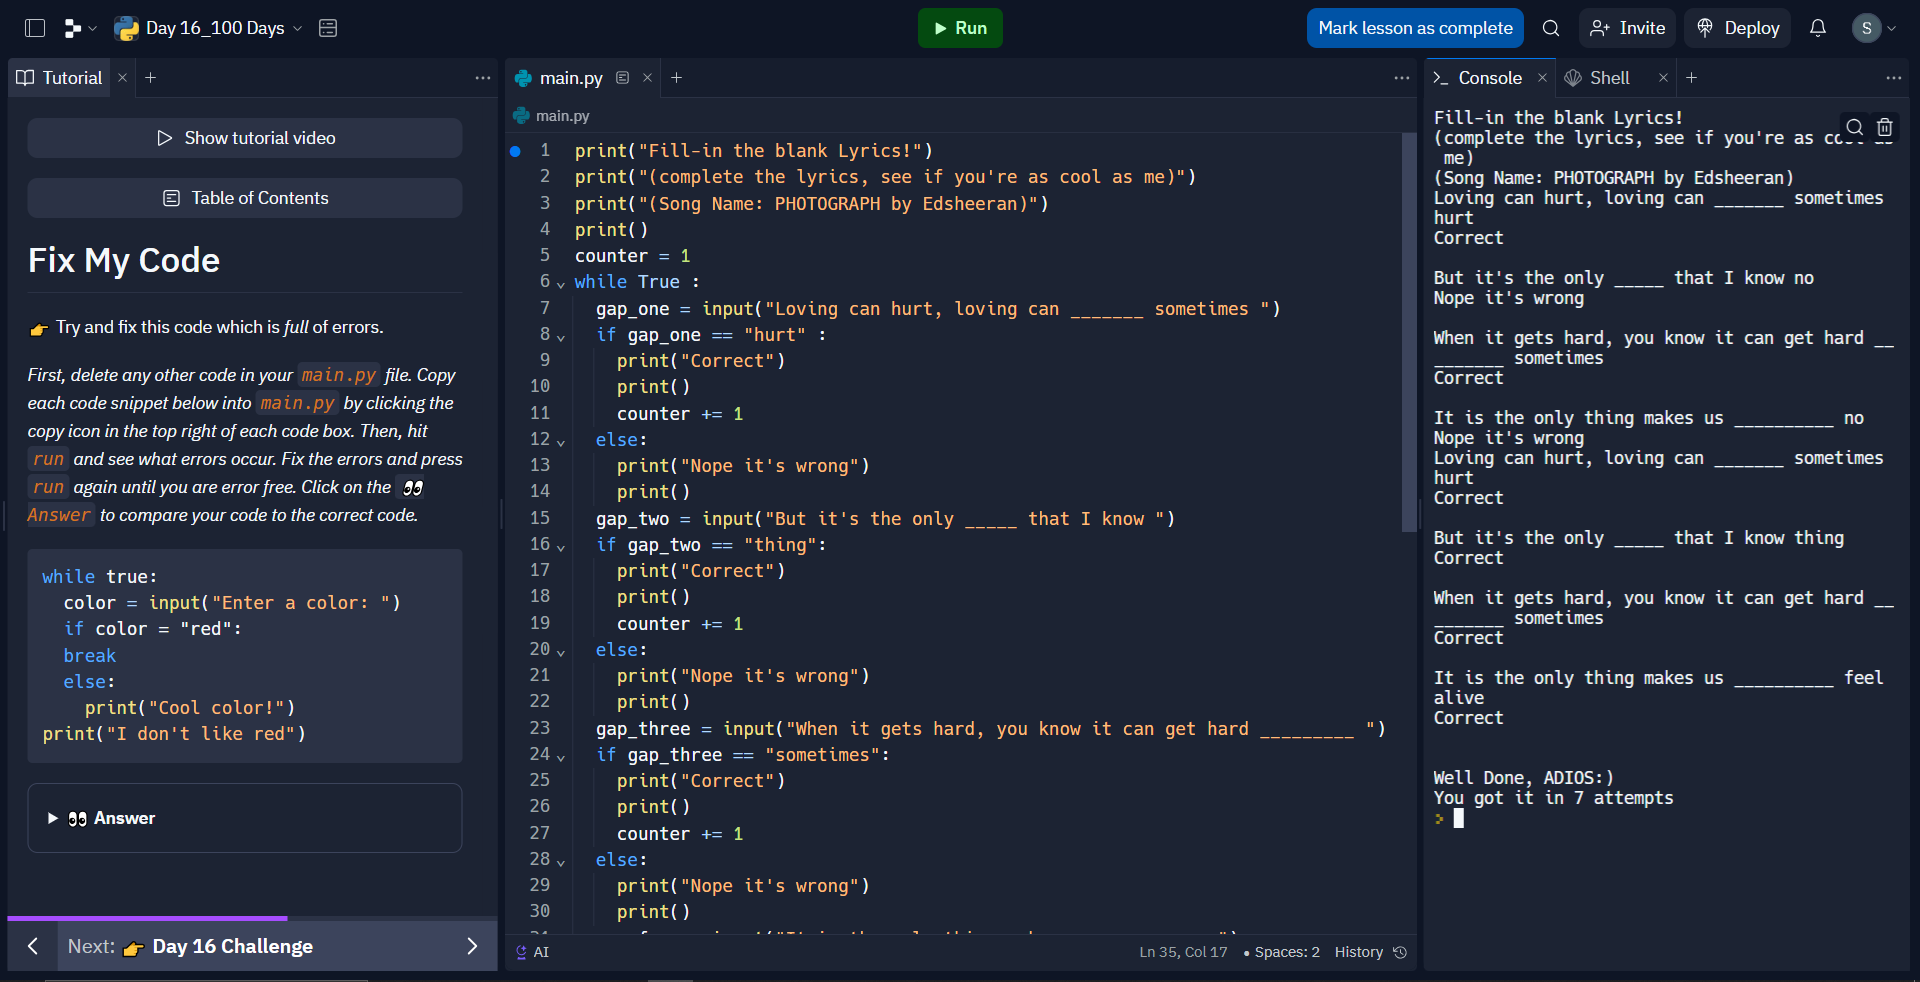 Day 16_100 Days
Run
Mark lesson as complete
Invite
Deploy
S
Tutorial
Show tutorial video
Table of Contents
Fix My Code
👉 Try and fix this code which is full of errors.
First, delete any other code in your main.py file. Copy
each code snippet below into main.py by clicking the
copy icon in the top right of each code box. Then, hit
run and see what errors occur. Fix the errors and press
run again until you are error free. Click on the 👀
Answer to compare your code to the correct code.
while true:
  color = input("Enter a color: ")
  if color = "red":
  break
  else:
    print("Cool color!")
print("I don't like red")
👀 Answer
Next: 👉 Day 16 Challenge
main.py
main.py
1 print("Fill-in the blank Lyrics!")
2 print("(complete the lyrics, see if you're as cool as me)")
3 print("(Song Name: PHOTOGRAPH by Edsheeran)")
4 print()
5 counter = 1
6 while True :
7   gap_one = input("Loving can hurt, loving can _______ sometimes ")
8   if gap_one == "hurt" :
9     print("Correct")
10     print()
11     counter += 1
12   else:
13     print("Nope it's wrong")
14     print()
15   gap_two = input("But it's the only _____ that I know ")
16   if gap_two == "thing":
17     print("Correct")
18     print()
19     counter += 1
20   else:
21     print("Nope it's wrong")
22     print()
23   gap_three = input("When it gets hard, you know it can get hard _________ ")
24   if gap_three == "sometimes":
25     print("Correct")
26     print()
27     counter += 1
28   else:
29     print("Nope it's wrong")
30     print()
AI
Ln 35, Col 17 • Spaces: 2 History
Console
Shell
Fill-in the blank Lyrics!
(complete the lyrics, see if you're as
me)
(Song Name: PHOTOGRAPH by Edsheeran)
Loving can hurt, loving can _______ sometimes
hurt
Correct
But it's the only _____ that I know no
Nope it's wrong
When it gets hard, you know it can get hard __
_______ sometimes
Correct
It is the only thing makes us __________ no
Nope it's wrong
Loving can hurt, loving can _______ sometimes
hurt
Correct
But it's the only _____ that I know thing
Correct
When it gets hard, you know it can get hard __
_______ sometimes
Correct
It is the only thing makes us __________ feel
alive
Correct
Well Done, ADIOS:)
You got it in 7 attempts